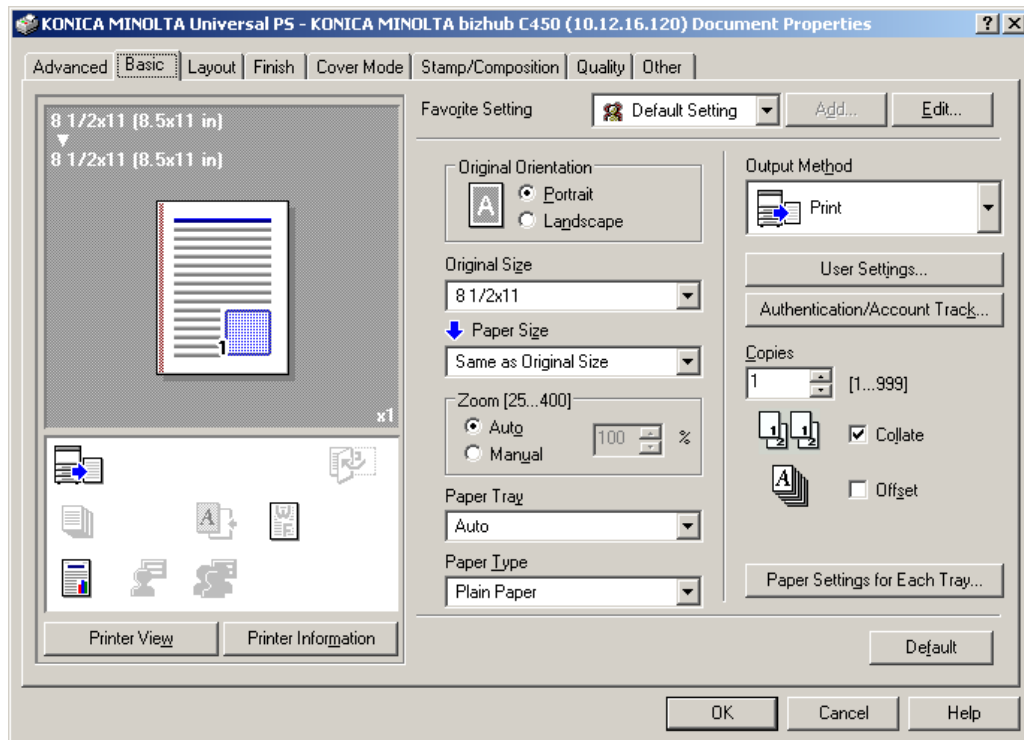 KONICA MINOLTA Universal PS - KONICA MINOLTA bizhub C450 (10.12.16.120) Document Properties
Advanced Basic Layout Finish Cover Mode Stamp/Composition Quality Other
8 1/2x11 (8.5x11 in)
8 1/2x11 (8.5x11 in)
1
x1
Printer View Printer Information
Favorite Setting Default Setting Add... Edit...
Original Orientation
A
Portrait
Landscape
Original Size
8 1/2x11
Paper Size
Same as Original Size
Zoom [25...400]
Auto
Manual
100 %
Paper Tray
Auto
Paper Type
Plain Paper
Output Method
Print
User Settings...
Authentication/Account Track...
Copies
1 [1...999]
Collate
Offset
Paper Settings for Each Tray...
Default
OK Cancel Help